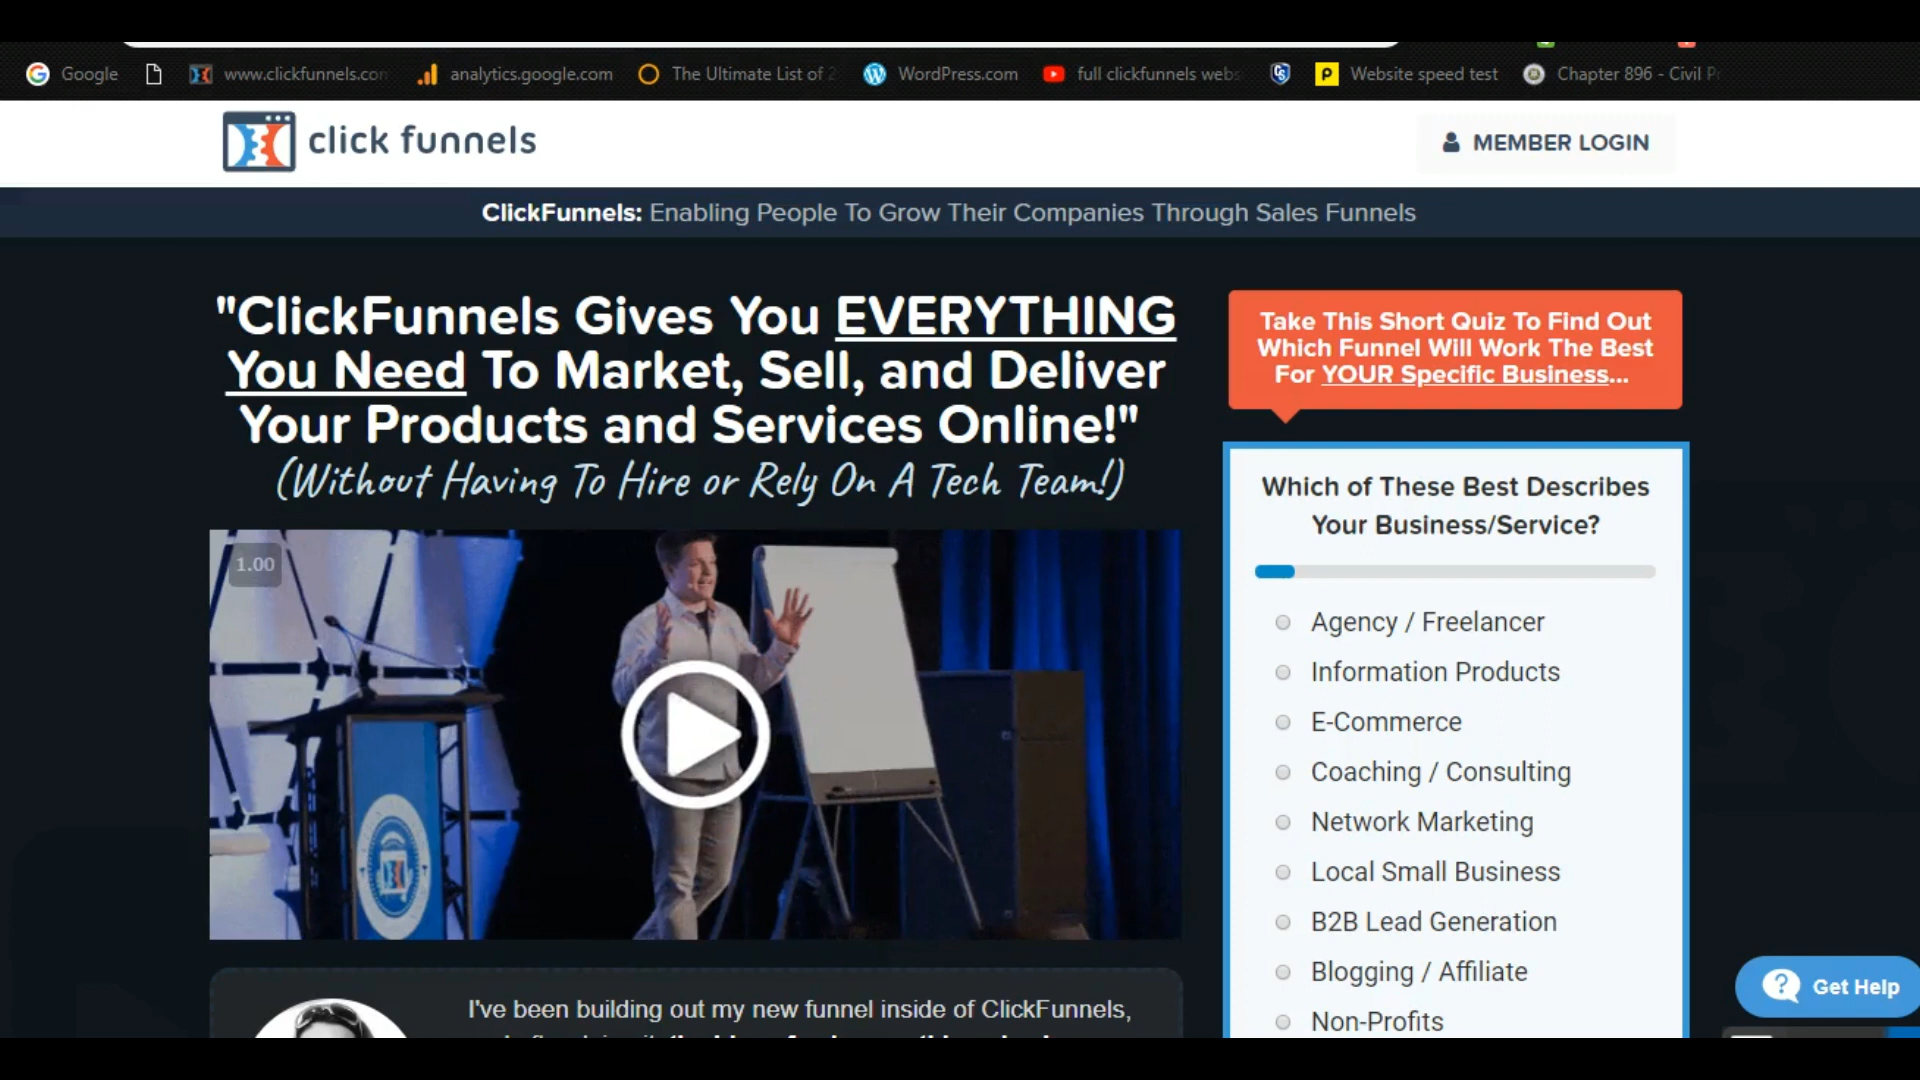 Google
www.clickfunnels.com
analytics.google.com
The Ultimate List of 2
WordPress.com
full clickfunnels webs
Website speed test
Chapter 896 - Civil Pr
click funnels
MEMBER LOGIN
ClickFunnels: Enabling People To Grow Their Companies Through Sales Funnels
"ClickFunnels Gives You EVERYTHING
You Need To Market, Sell, and Deliver
Your Products and Services Online!"
(Without Having To Hire or Rely On A Tech Team!)
1.00
I've been building out my new funnel inside of ClickFunnels,
Take This Short Quiz To Find Out
Which Funnel Will Work The Best
For YOUR Specific Business...
Which of These Best Describes
Your Business/Service?
Agency / Freelancer
Information Products
E-Commerce
Coaching / Consulting
Network Marketing
Local Small Business
B2B Lead Generation
Blogging / Affiliate
Non-Profits
Get Help